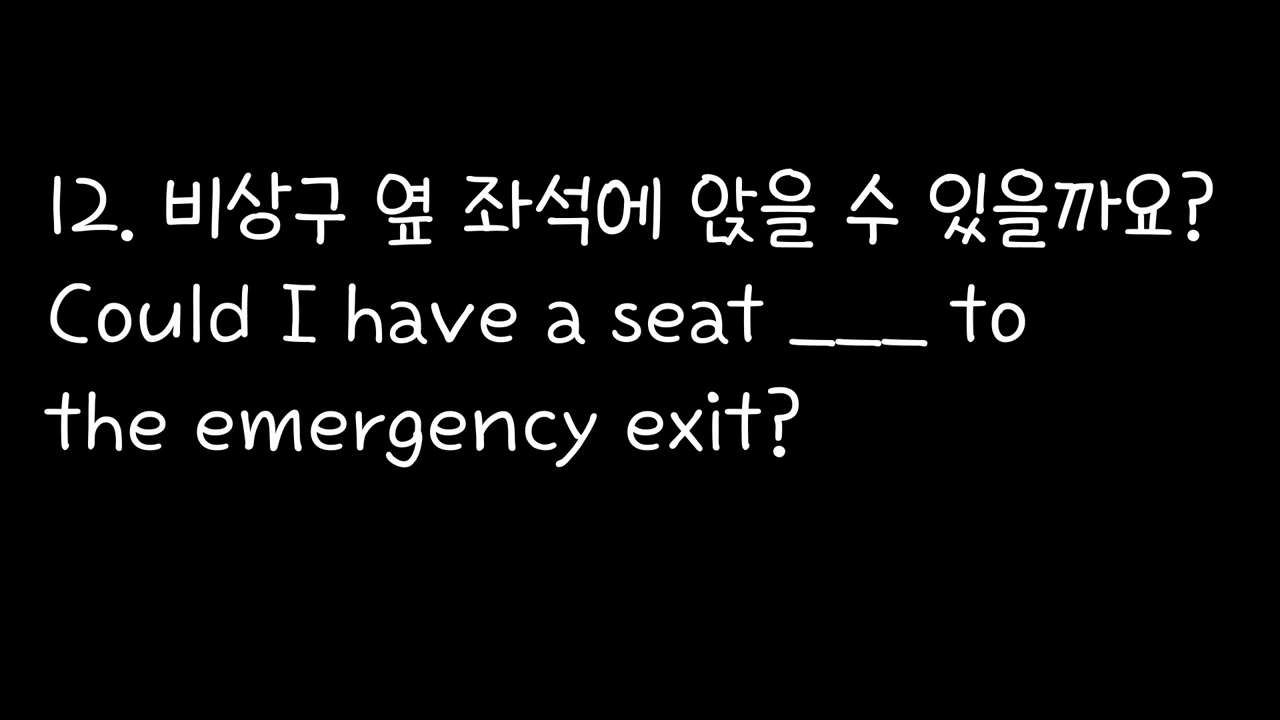 12. 비상구 옆 좌석에 앉을 수 있을까요?
Could I have a seat ___ to
the emergency exit?